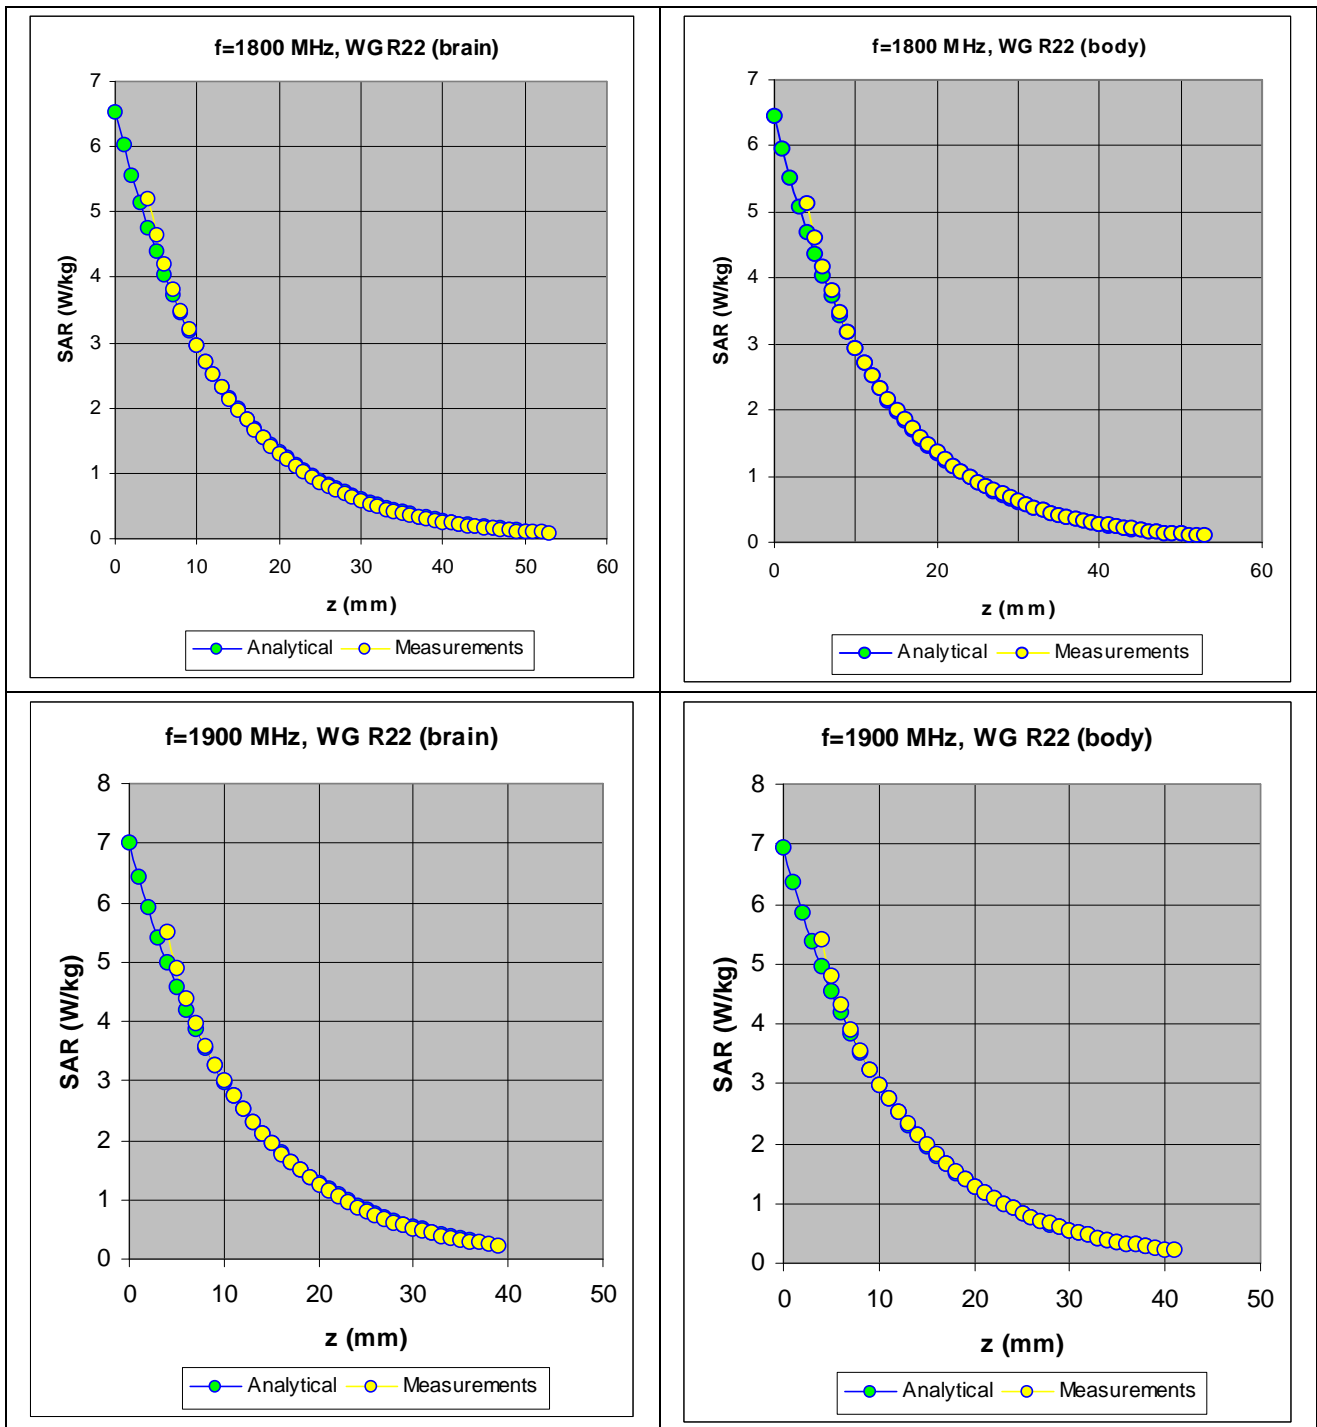 f=1800 MHz, WG R22 (brain)
7
6
5
4
3
2
1
0
SAR (W/kg)
0 10 20 30 40 50 60
z (mm)
Analytical Measurements
f=1800 MHz, WG R22 (body)
7
6
5
4
3
2
1
0
SAR (W/kg)
0 20 40 60
z (mm)
Analytical Measurements
f=1900 MHz, WG R22 (brain)
8
7
6
5
4
3
2
1
0
SAR (W/kg)
0 10 20 30 40 50
z (mm)
Analytical Measurements
f=1900 MHz, WG R22 (body)
8
7
6
5
4
3
2
1
0
SAR (W/kg)
0 10 20 30 40 50
z (mm)
Analytical Measurements